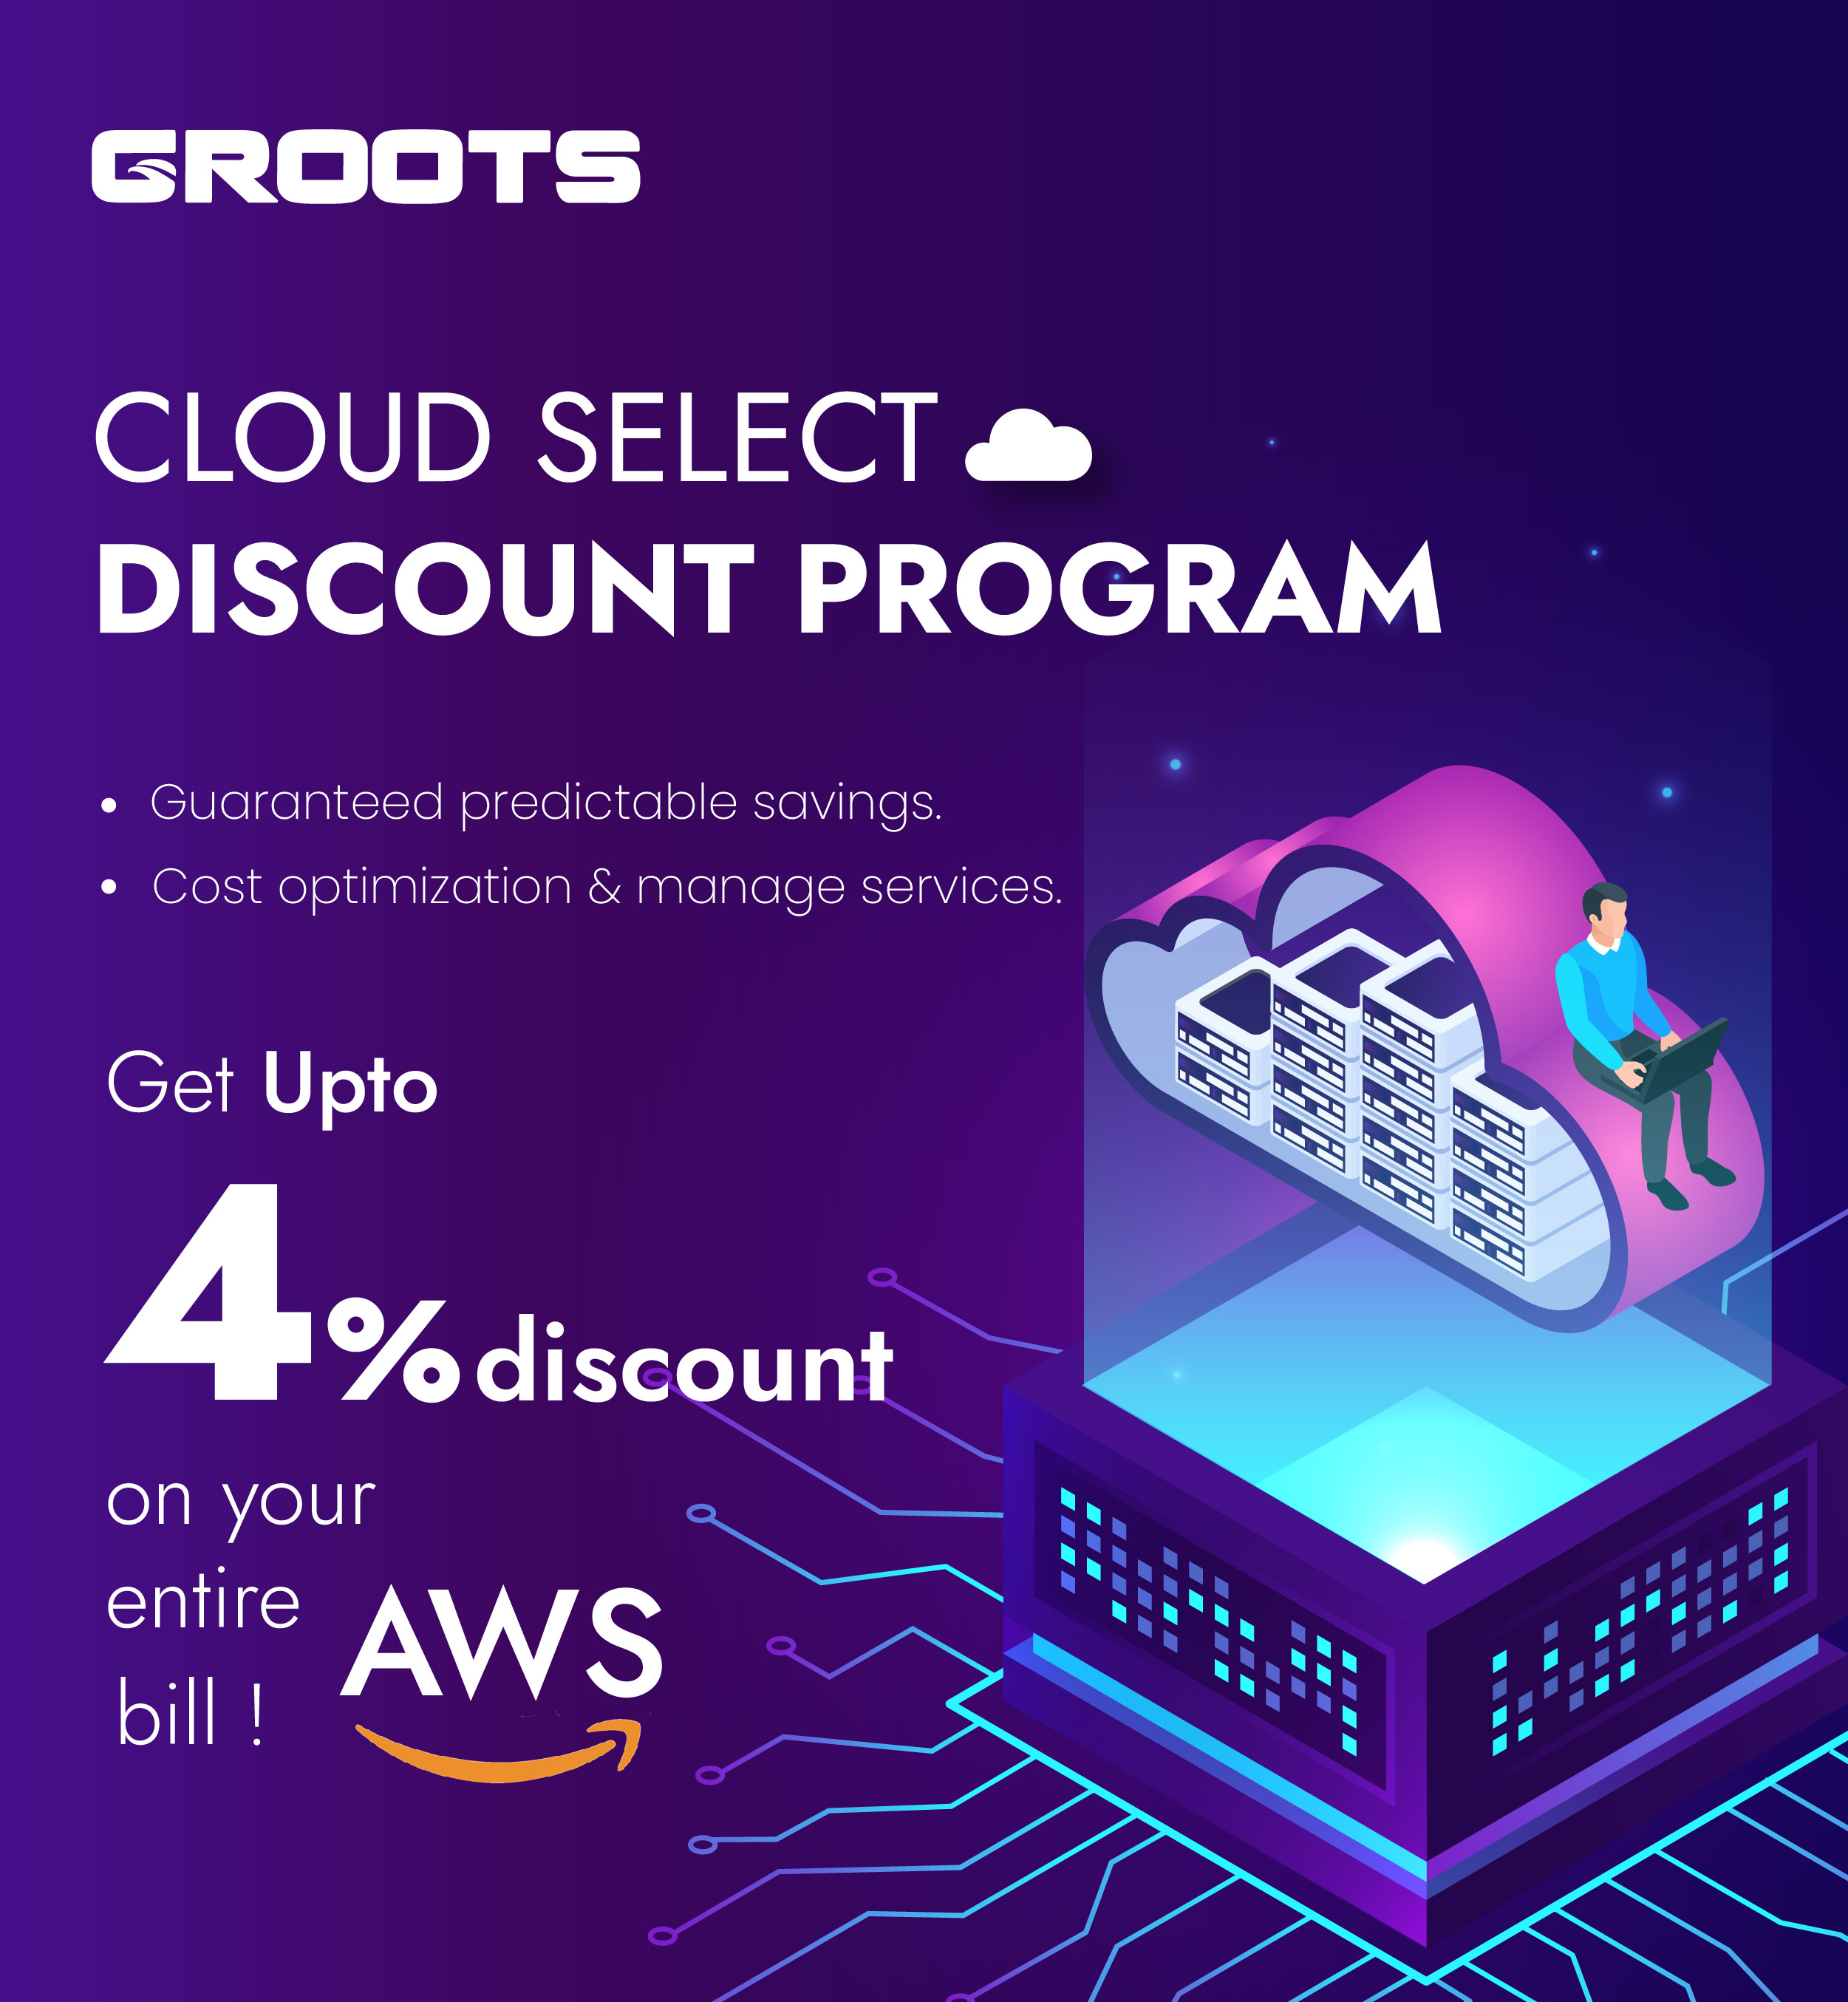 GROOTS
CLOUD SELECT
DISCOUNT PROGRAM
• Guaranteed predictable savings.
• Cost optimization & manage services.
Get Upto
4% discount
on your
entire
AWS
bill !